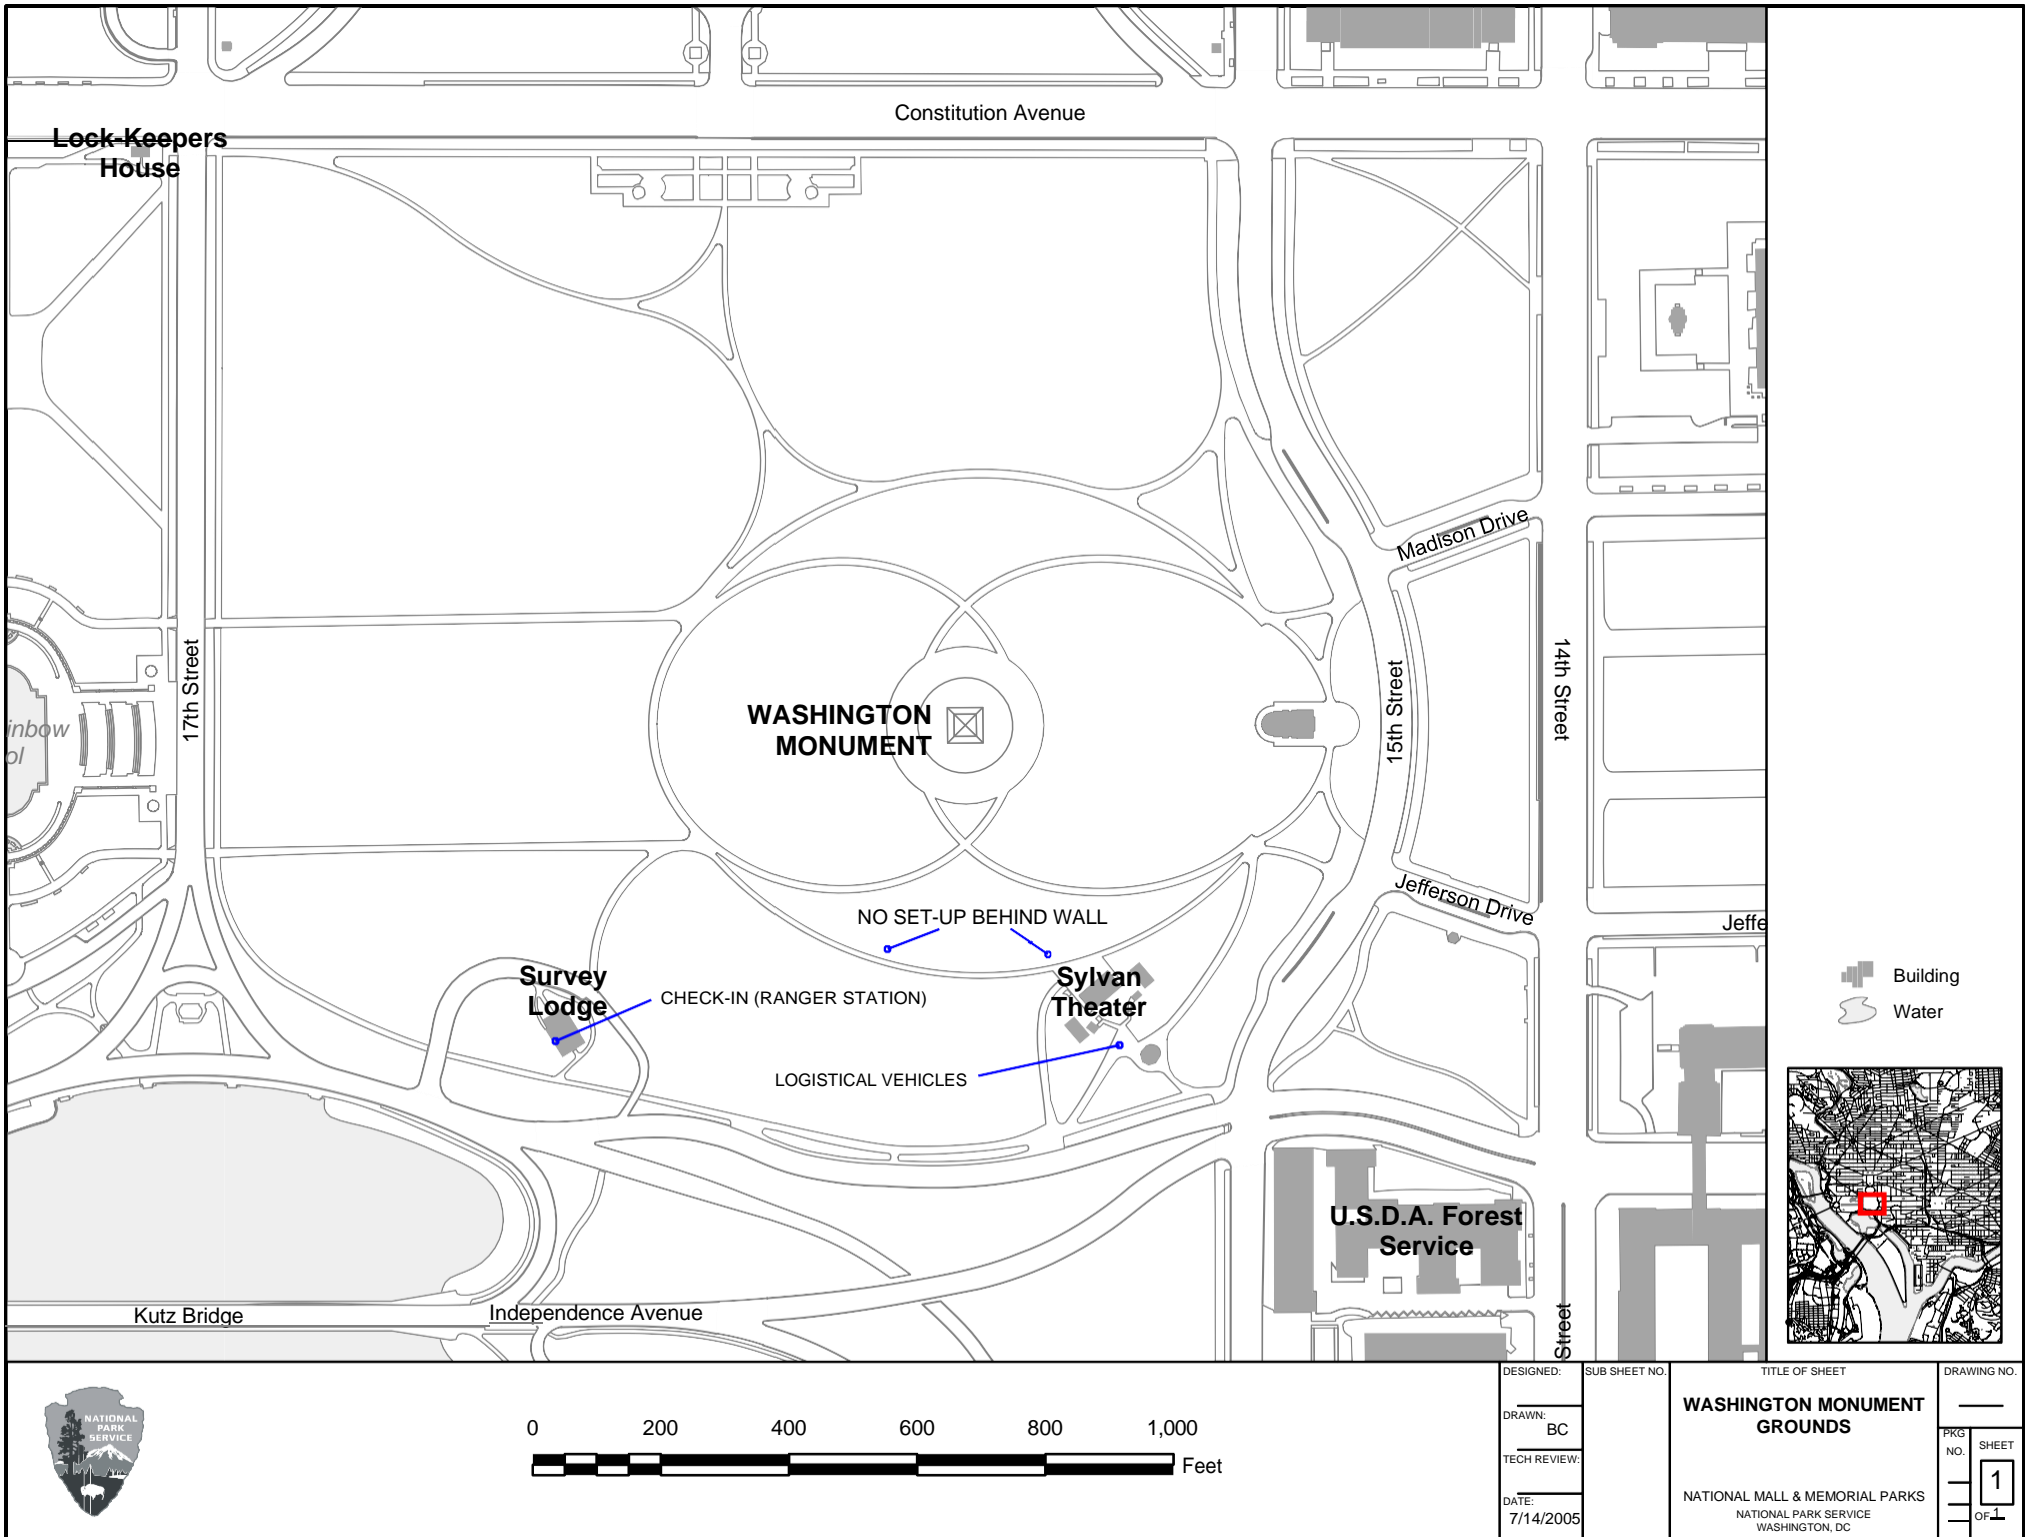 Constitution Avenue
Lock-Keepers
House
Madison Drive
17th Street
14th Street
15th Street
inbow
ol
WASHINGTON
MONUMENT
Jefferson Drive
NO SET-UP BEHIND WALL
Jeffe
Survey
Lodge
CHECK-IN (RANGER STATION)
Sylvan
Theater
Building
Water
LOGISTICAL VEHICLES
U.S.D.A. Forest
Service
Kutz Bridge
Independence Avenue
Street
NATIONAL
PARK
SERVICE
0 200 400 600 800 1,000
Feet
DESIGNED:
DRAWN:
BC
TECH REVIEW:
DATE:
7/14/2005
SUB SHEET NO.
TITLE OF SHEET
WASHINGTON MONUMENT
GROUNDS
NATIONAL MALL & MEMORIAL PARKS
NATIONAL PARK SERVICE
WASHINGTON, DC
DRAWING NO.
PKG
NO.
SHEET
1
OF 1